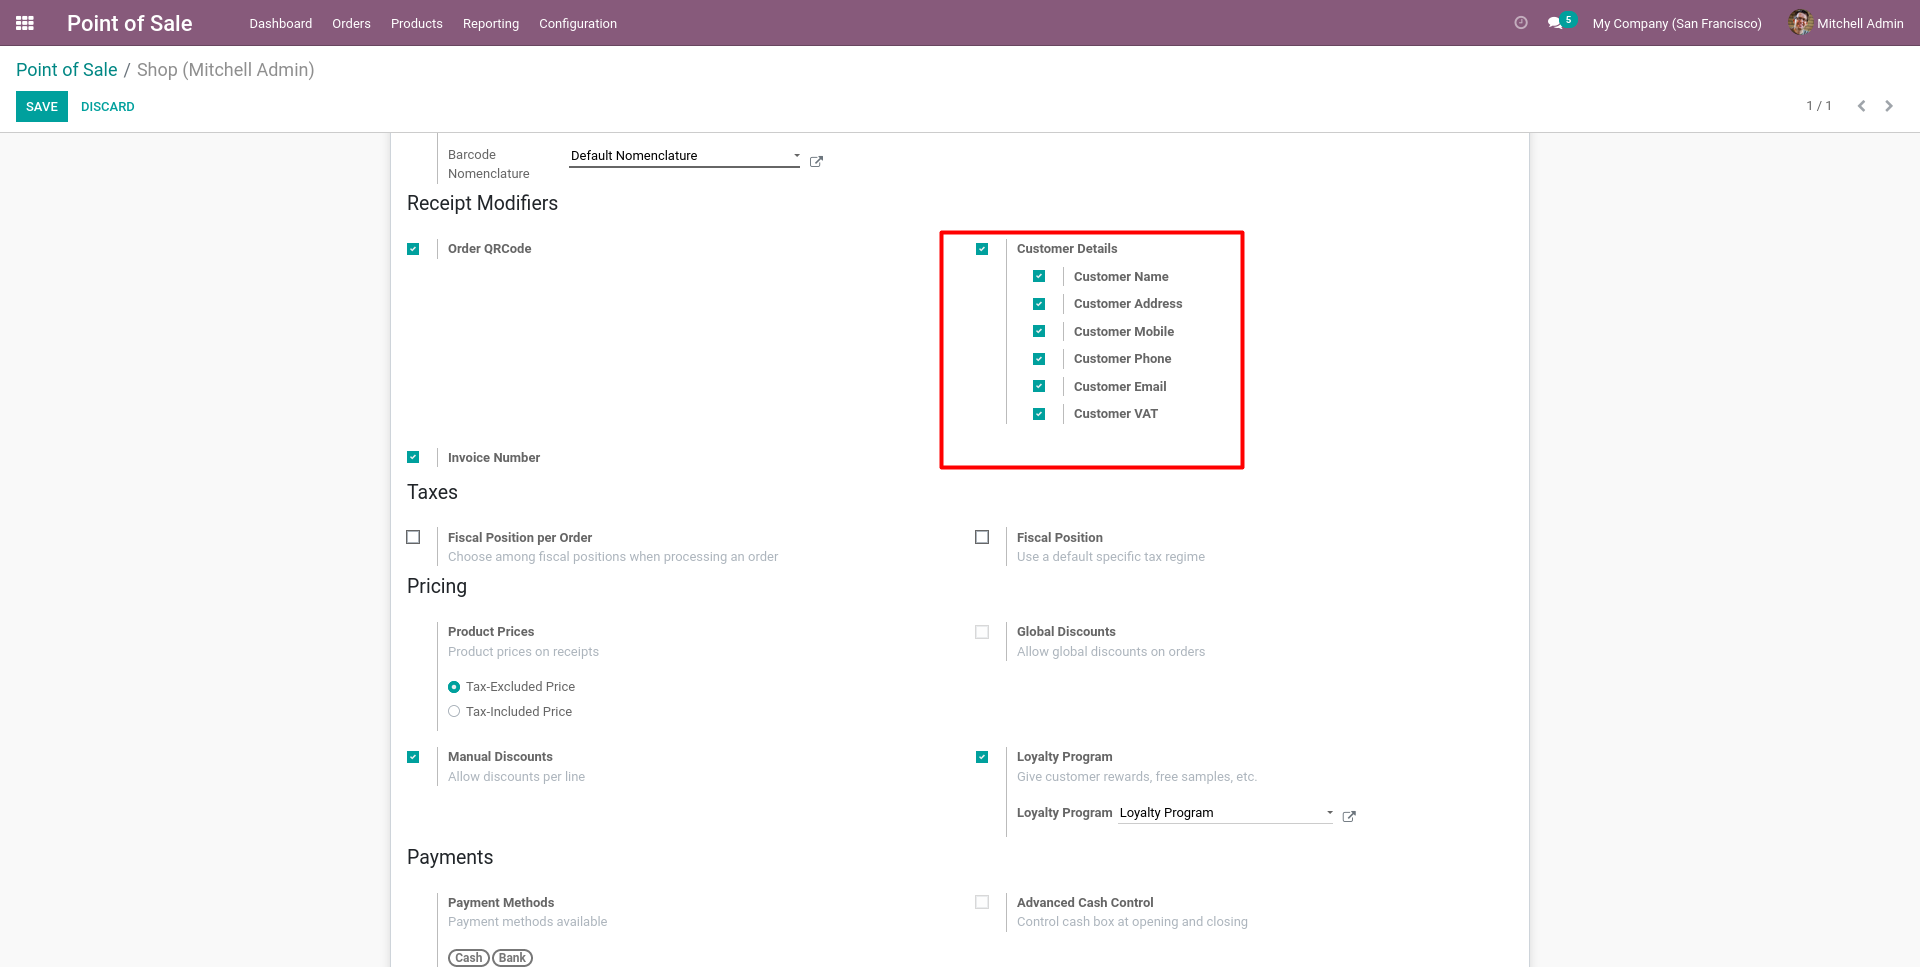 Point of Sale
Dashboard
Orders
Products
Reporting
Configuration
5
My Company (San Francisco)
Mitchell Admin
Point of Sale / Shop (Mitchell Admin)
SAVE
DISCARD
1 / 1
Barcode
Nomenclature
Default Nomenclature
Receipt Modifiers
Order QRCode
Customer Details
Customer Name
Customer Address
Customer Mobile
Customer Phone
Customer Email
Customer VAT
Invoice Number
Taxes
Fiscal Position per Order
Choose among fiscal positions when processing an order
Fiscal Position
Use a default specific tax regime
Pricing
Product Prices
Product prices on receipts
Tax-Excluded Price
Tax-Included Price
Global Discounts
Allow global discounts on orders
Manual Discounts
Allow discounts per line
Loyalty Program
Give customer rewards, free samples, etc.
Loyalty Program Loyalty Program
Payments
Payment Methods
Payment methods available
Cash Bank
Advanced Cash Control
Control cash box at opening and closing